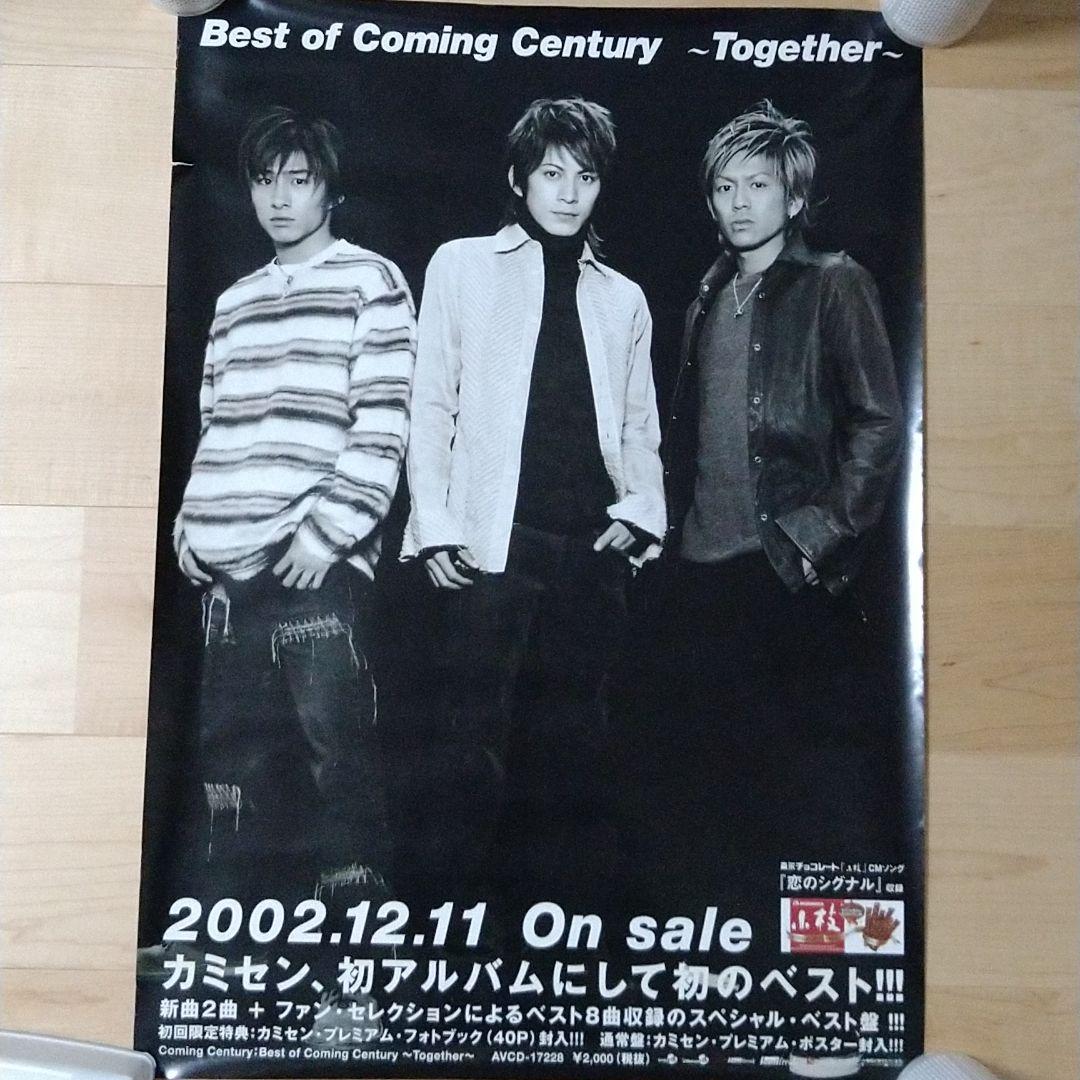 Best of Coming Century ~Together~
森永チョコレート『小枝』CMソング
『恋のシグナル』収録
小枝
2002.12.11 On sale
カミセン、初アルバムにして初のベスト!!!
新曲2曲 + ファン・セレクションによるベスト8曲収録のスペシャル・ベスト盤 !!!
初回限定特典:カミセン・プレミアム・フォトブック(40P)封入!!! 通常盤:カミセン・プレミアム・ポスター封入!!!
Coming Century:Best of Coming Century ~Together~ AVCD-17228 ¥2,000(税抜)